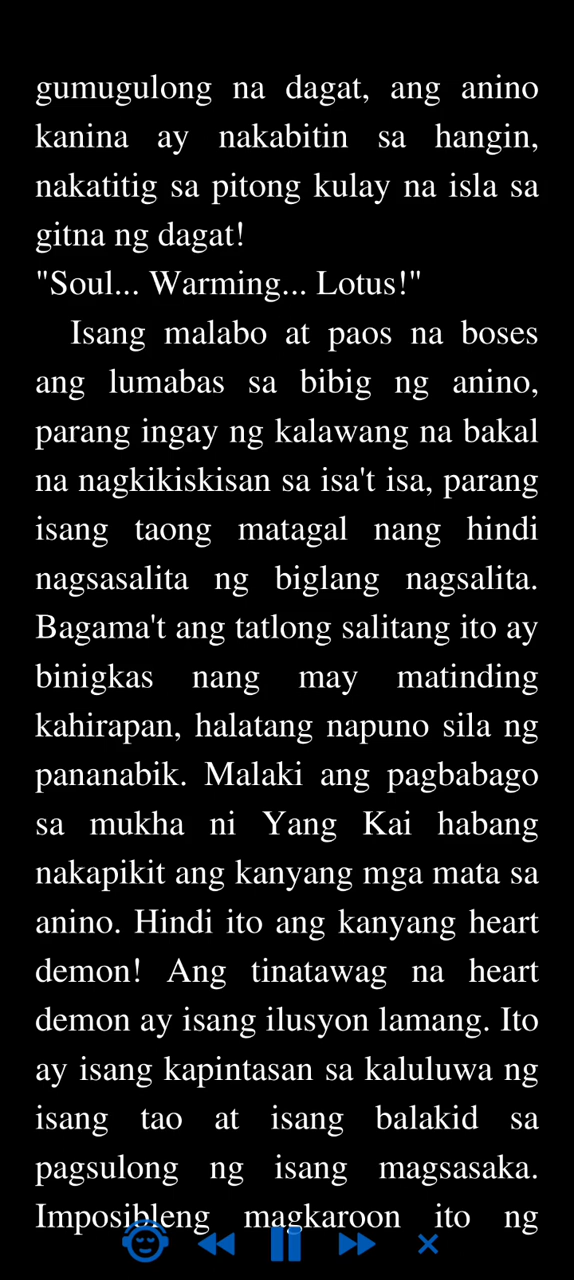 gumugulong na dagat, ang anino
kanina ay nakabitin sa hangin,
nakatitig sa pitong kulay na isla sa
gitna ng dagat!
"Soul... Warming... Lotus!"
Isang malabo at paos na boses
ang lumabas sa bibig ng anino,
parang ingay ng kalawang na bakal
na nagkikiskisan sa isa't isa, parang
isang taong matagal nang hindi
nagsasalita ng biglang nagsalita.
Bagama't ang tatlong salitang ito ay
binigkas nang may matinding
kahirapan, halatang napuno sila ng
pananabik. Malaki ang pagbabago
sa mukha ni Yang Kai habang
nakapikit ang kanyang mga mata sa
anino. Hindi ito ang kanyang heart
demon! Ang tinatawag na heart
demon ay isang ilusyon lamang. Ito
ay isang kapintasan sa kaluluwa ng
isang tao at isang balakid sa
pagsulong ng isang magsasaka.
Imposibleng magkaroon ito ng